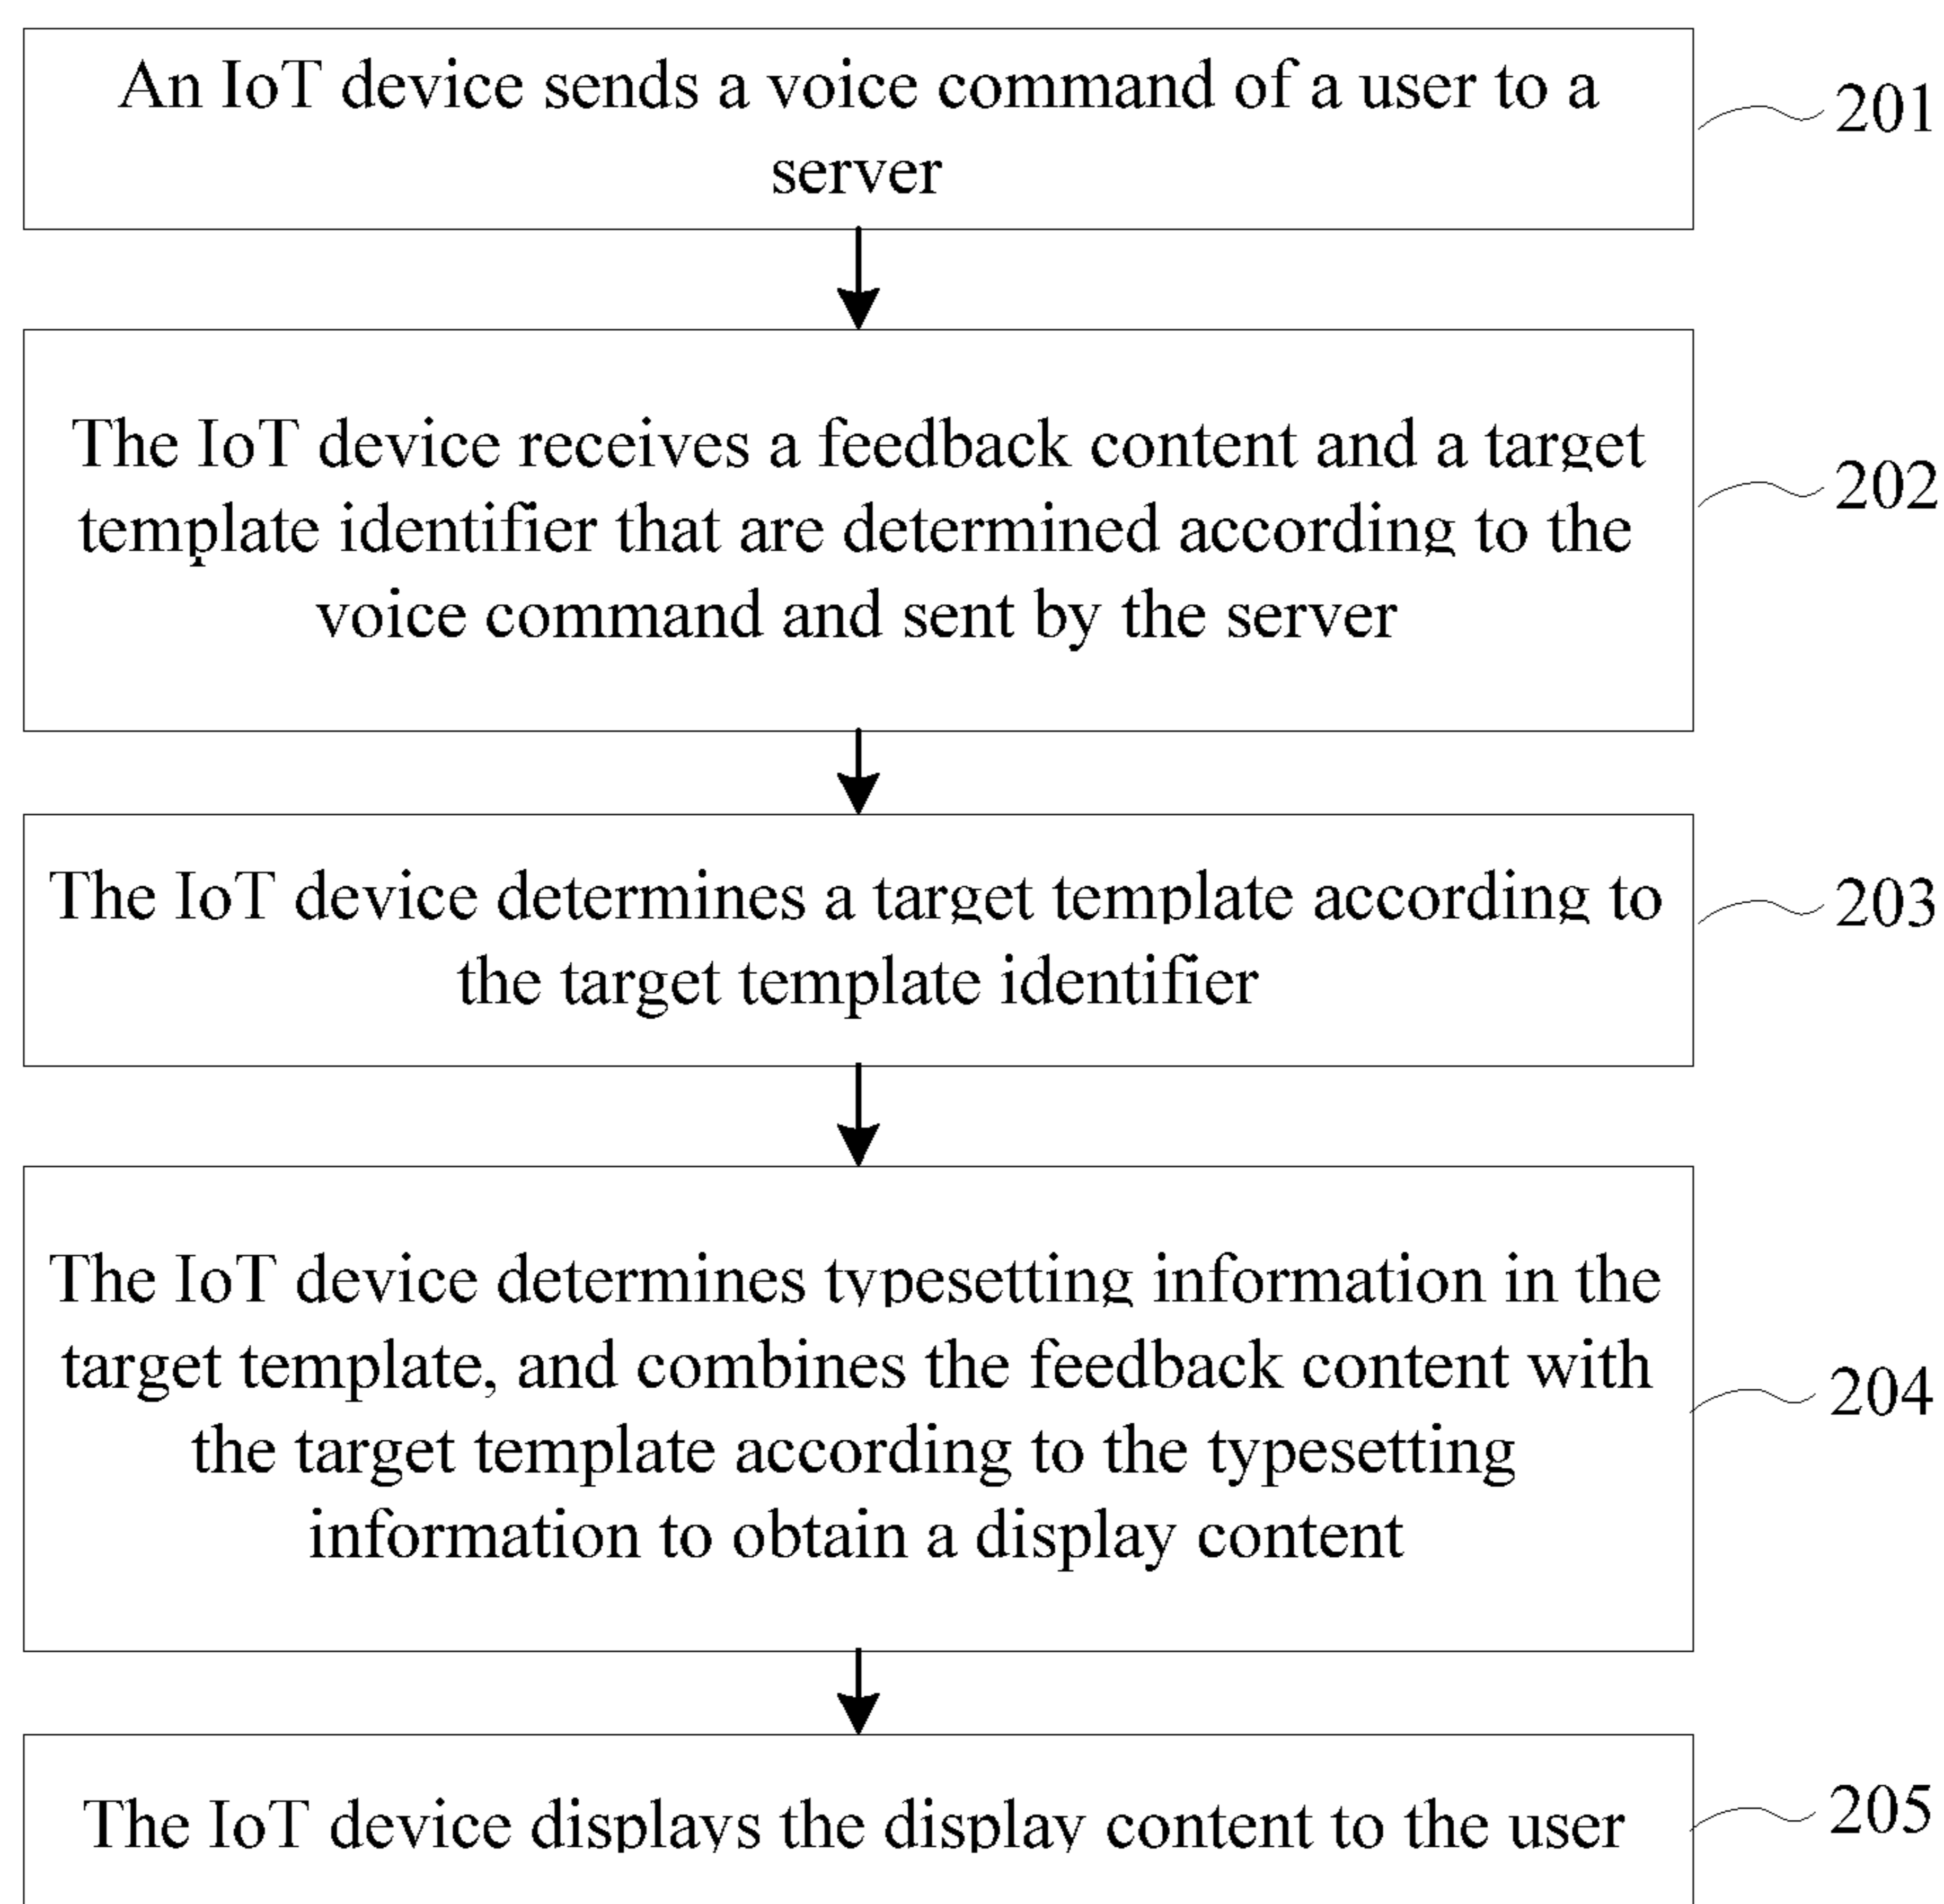 An IoT device sends a voice command of a user to a
server
201
The IoT device receives a feedback content and a target
template identifier that are determined according to the
voice command and sent by the server
202
The IoT device determines a target template according to
the target template identifier
203
The IoT device determines typesetting information in the
target template, and combines the feedback content with
the target template according to the typesetting
information to obtain a display content
204
The IoT device displays the display content to the user
205